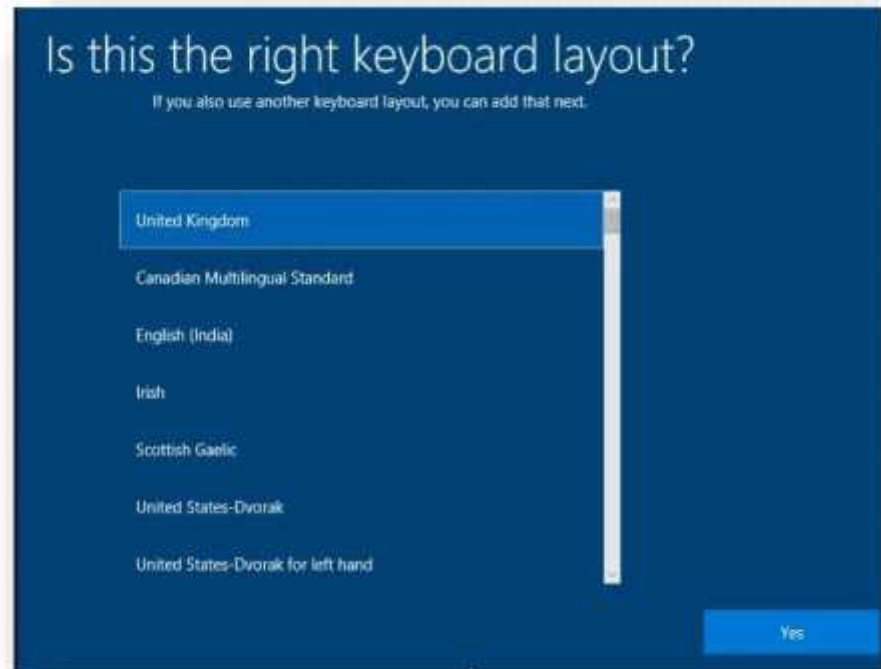 Is this the right keyboard layout?
If you also use another keyboard layout, you can add that next.
United Kingdom
Canadian Multilingual Standard
English (India)
Irish
Scottish Gaelic
United States-Dvorak
United States-Dvorak for left hand
Yes